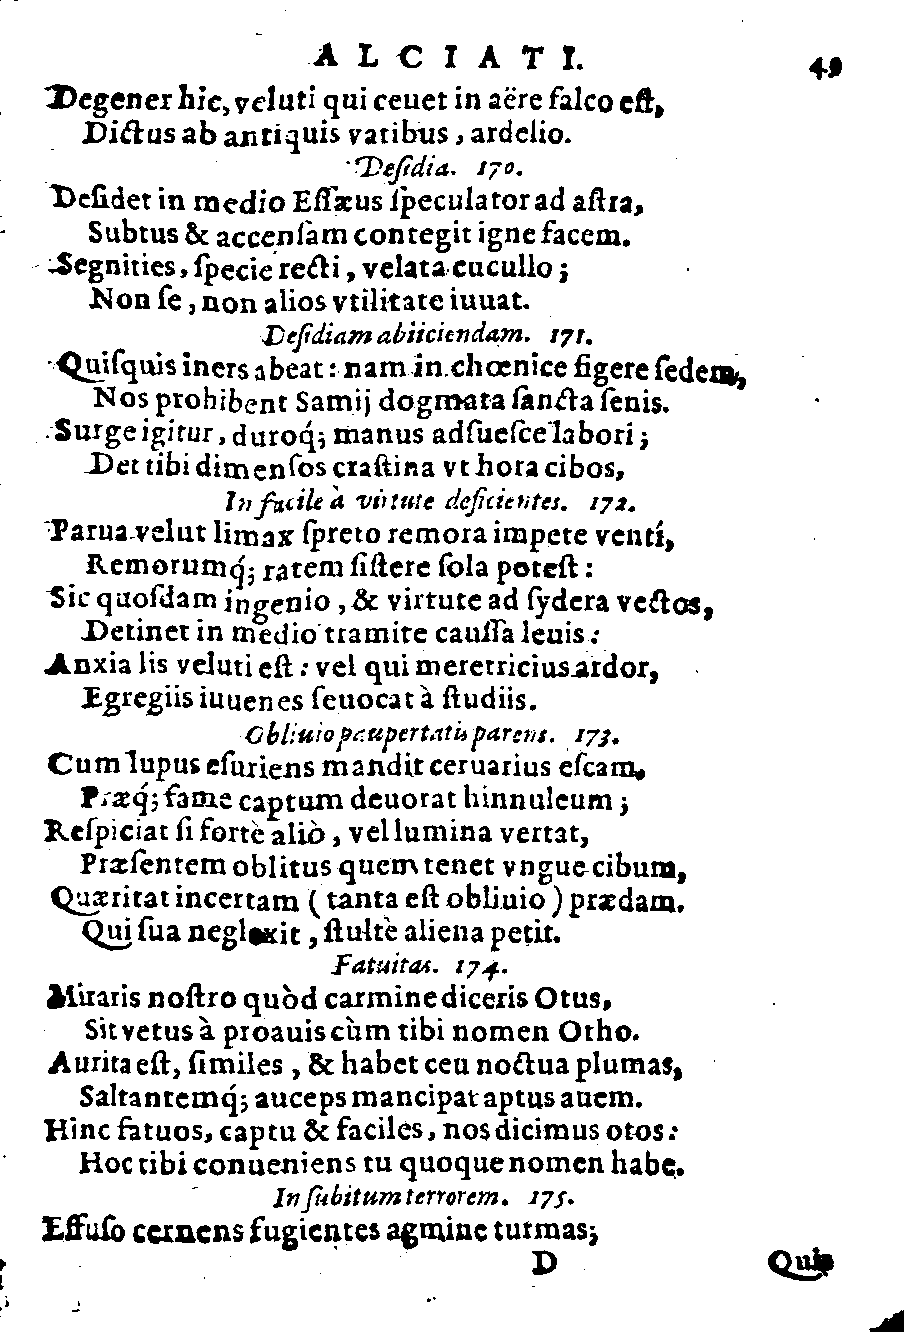 ALCIATI. 49
Degener hic, veluti qui ceuet in aëre falco eſt,
Dictus ab antiquis vatibus, ardelio.
Deſidia. 170.
Deſidet in medio Eſſæus ſpeculator ad aſtra,
Subtus & accenſam contegit igne facem.
Segnities, ſpecie recti, velata cucullo;
Non ſe, non alios vtilitate iuuat.
Deſidiam abiiciendam. 171.
Quiſquis iners abeat: nam in chœnice figere ſedem,
Nos prohibent Samij dogmata ſancta ſenis.
Surge igitur, duroq́; manus adſueſce labori;
Det tibi dimenſos craſtina vt hora cibos,
In facile à virtute deficientes. 172.
Parua velut limax ſpreto remora impete venti,
Remorumq́; ratem ſiſtere ſola poteſt:
Sic quoſdam ingenio, & virtute ad ſydera vectos,
Detinet in medio tramite cauſſa leuis:
Anxia lis veluti eſt: vel qui meretricius ardor,
Egregiis iuuenes ſeuocat à ſtudiis.
Obliuio paupertatis parens. 173.
Cum lupus eſuriens mandit ceruarius eſcam,
Præq́; fame captum deuorat hinnuleum;
Reſpiciat ſi fortè aliò, vel lumina vertat,
Præſentem oblitus quem tenet vngue cibum,
Quæritat incertam (tanta eſt obliuio) prædam.
Qui ſua neglexit, ſtultè aliena petit.
Fatuitas. 174.
Miraris noſtro quòd carmine diceris Otus,
Sit vetus à proauis cùm tibi nomen Otho.
Aurita eſt, ſimiles, & habet ceu noctua plumas,
Saltantemq́; auceps mancipat aptus auem.
Hinc fatuos, captu & faciles, nos dicimus otos:
Hoc tibi conueniens tu quoque nomen habe.
In ſubitum terrorem. 175.
Effuſo cernens fugientes agmine turmas;
D Quis